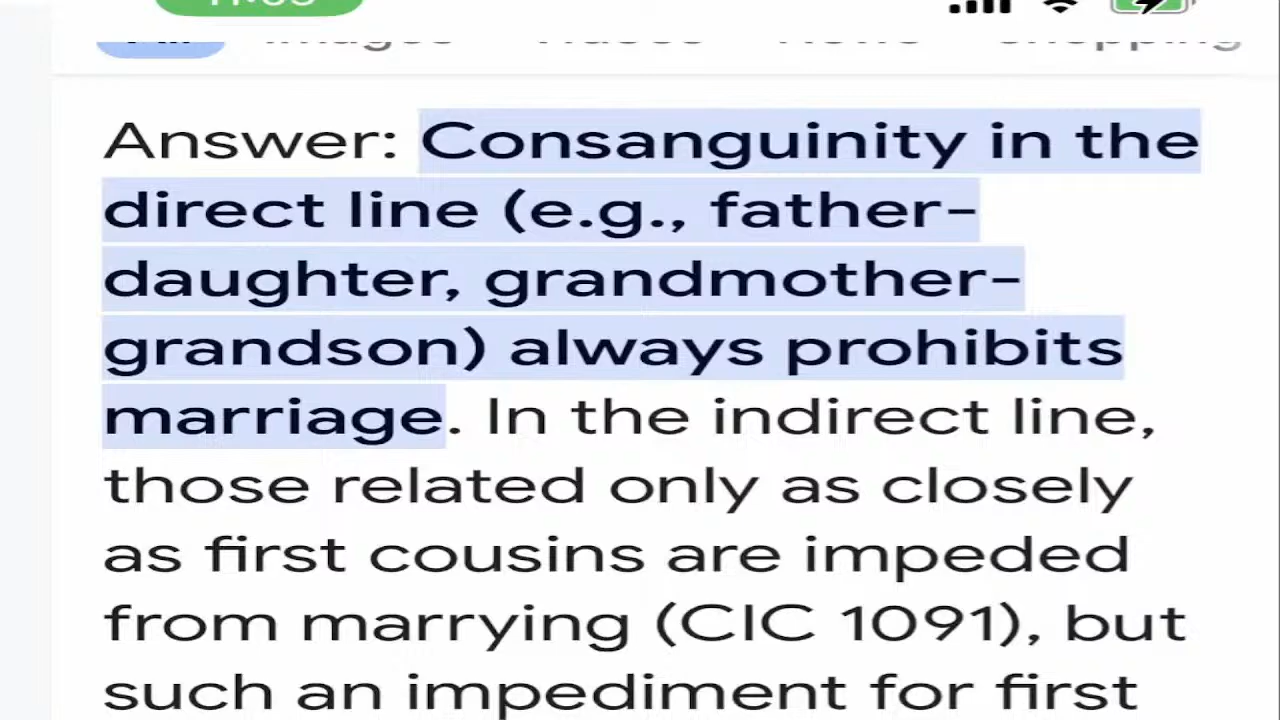 Answer: Consanguinity in the
direct line (e.g., father-
daughter, grandmother-
grandson) always prohibits
marriage. In the indirect line,
those related only as closely
as first cousins are impeded
from marrying (CIC 1091), but
such an impediment for first